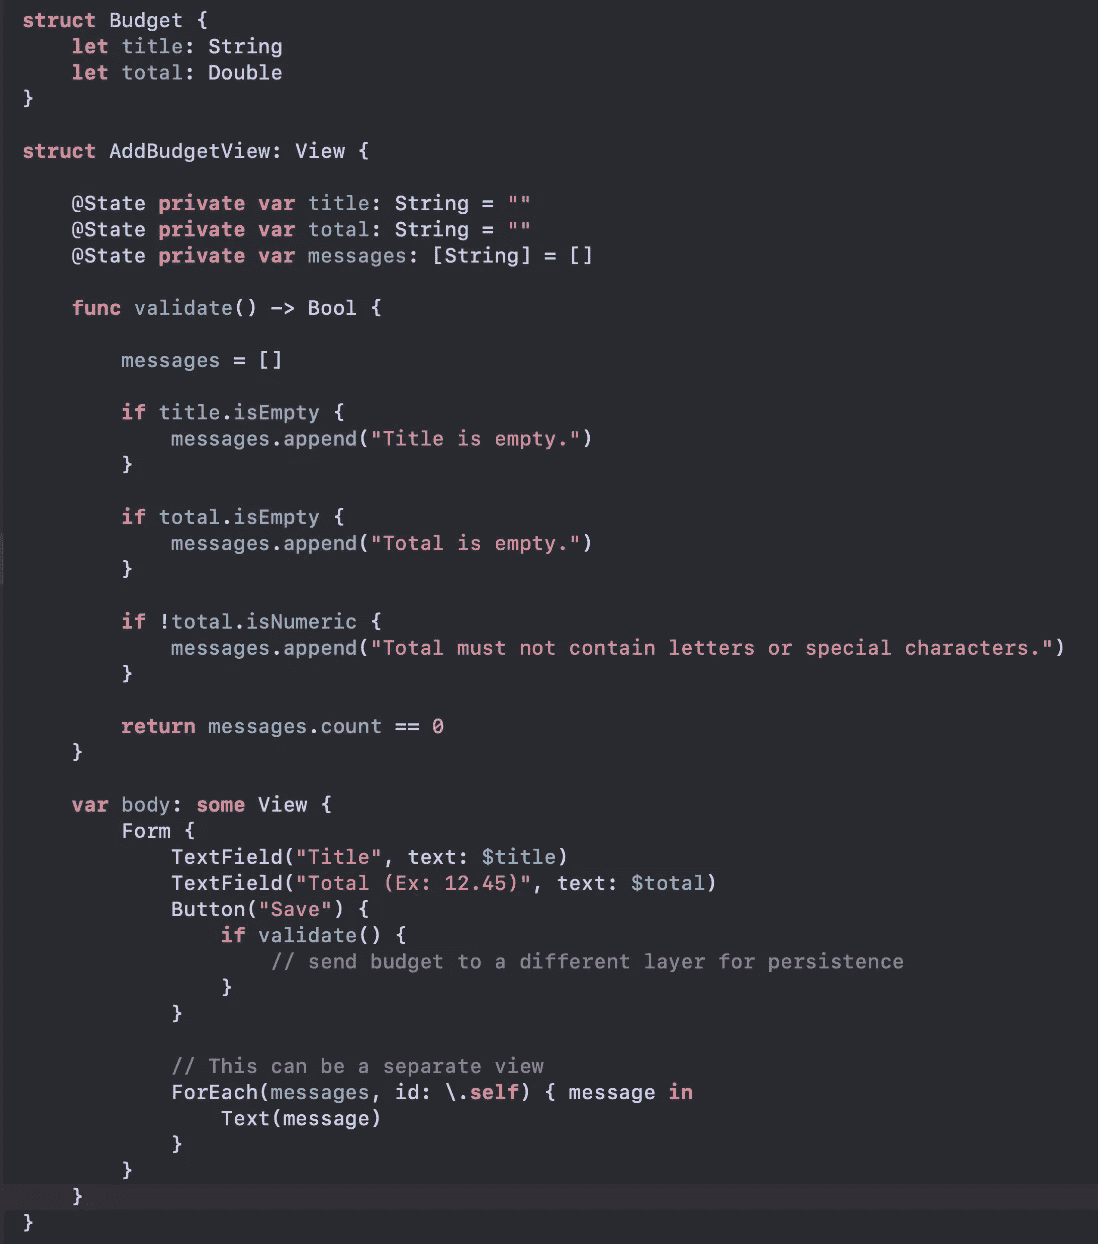 struct Budget {
    let title: String
    let total: Double
}

struct AddBudgetView: View {

    @State private var title: String = ""
    @State private var total: String = ""
    @State private var messages: [String] = []

    func validate() -> Bool {

        messages = []

        if title.isEmpty {
            messages.append("Title is empty.")
        }

        if total.isEmpty {
            messages.append("Total is empty.")
        }

        if !total.isNumeric {
            messages.append("Total must not contain letters or special characters.")
        }

        return messages.count == 0
    }

    var body: some View {
        Form {
            TextField("Title", text: $title)
            TextField("Total (Ex: 12.45)", text: $total)
            Button("Save") {
                if validate() {
                    // send budget to a different layer for persistence
                }
            }

            // This can be a separate view
            ForEach(messages, id: \.self) { message in
                Text(message)
            }
        }
    }
}